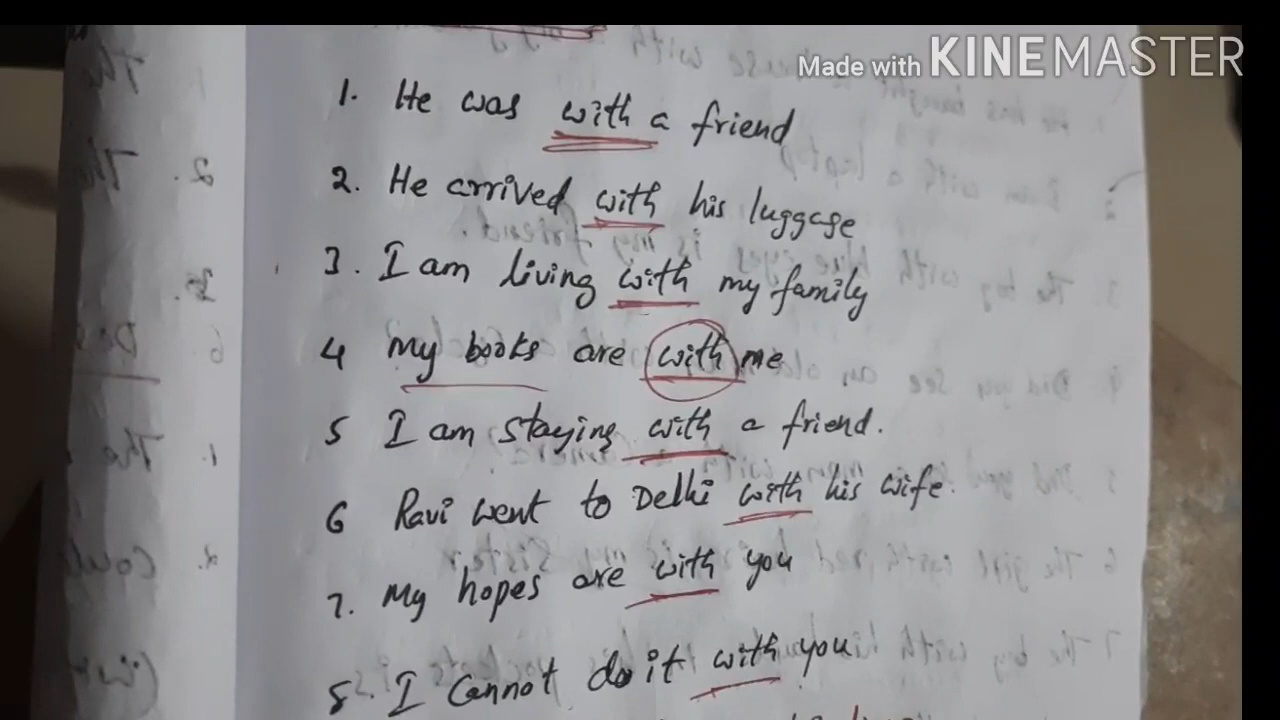 Made with KINEMASTER
1. He was with a friend
2. He arrived with his luggage
3. I am living with my family
4 My books are with me
5 I am staying with a friend.
6 Ravi went to Delhi with his wife.
7. My hopes are with you
8. I cannot do it with you